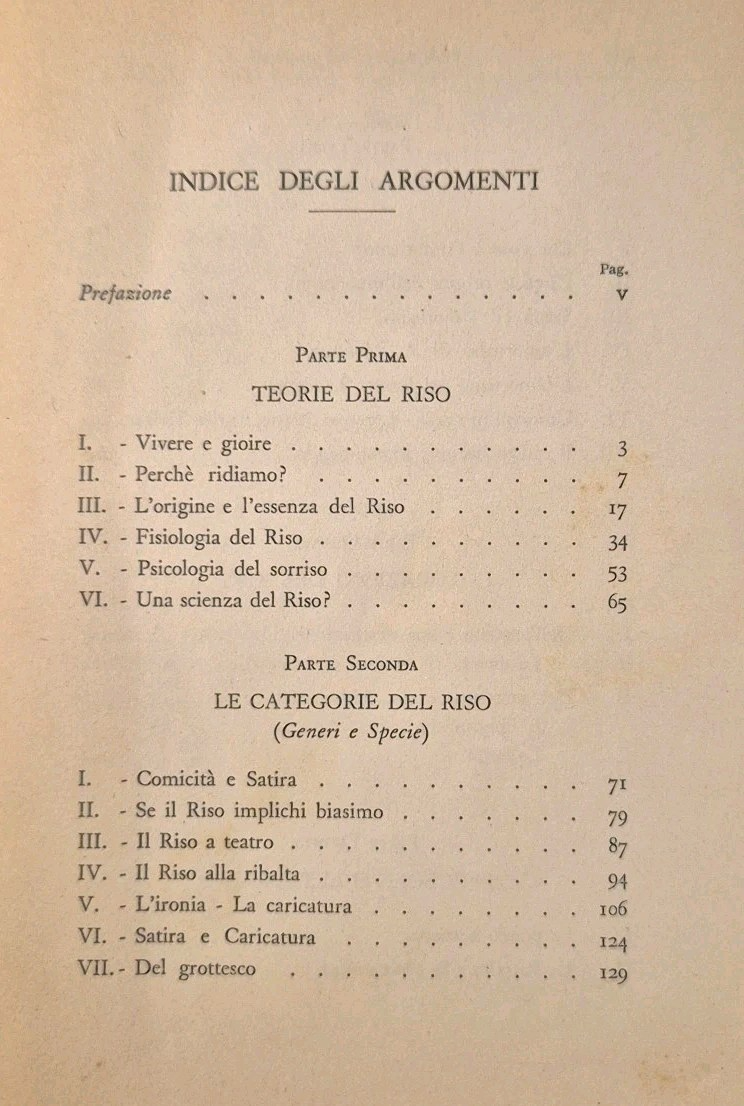 INDICE DEGLI ARGOMENTI
Pag.
Prefazione . . . . . . . . . . . . . . V
PARTE PRIMA
TEORIE DEL RISO
I. - Vivere e gioire . . . . . . . . . . . 3
II. - Perchè ridiamo? . . . . . . . . . . 7
III. - L'origine e l'essenza del Riso . . . . . . 17
IV. - Fisiologia del Riso . . . . . . . . . . 34
V. - Psicologia del sorriso . . . . . . . . . 53
VI. - Una scienza del Riso? . . . . . . . . . 65
PARTE SECONDA
LE CATEGORIE DEL RISO
(Generi e Specie)
I. - Comicità e Satira . . . . . . . . . . 71
II. - Se il Riso implichi biasimo . . . . . . . 79
III. - Il Riso a teatro . . . . . . . . . . . 87
IV. - Il Riso alla ribalta . . . . . . . . . . 94
V. - L'ironia - La caricatura . . . . . . . . 106
VI. - Satira e Caricatura . . . . . . . . . 124
VII. - Del grottesco . . . . . . . . . . . 129